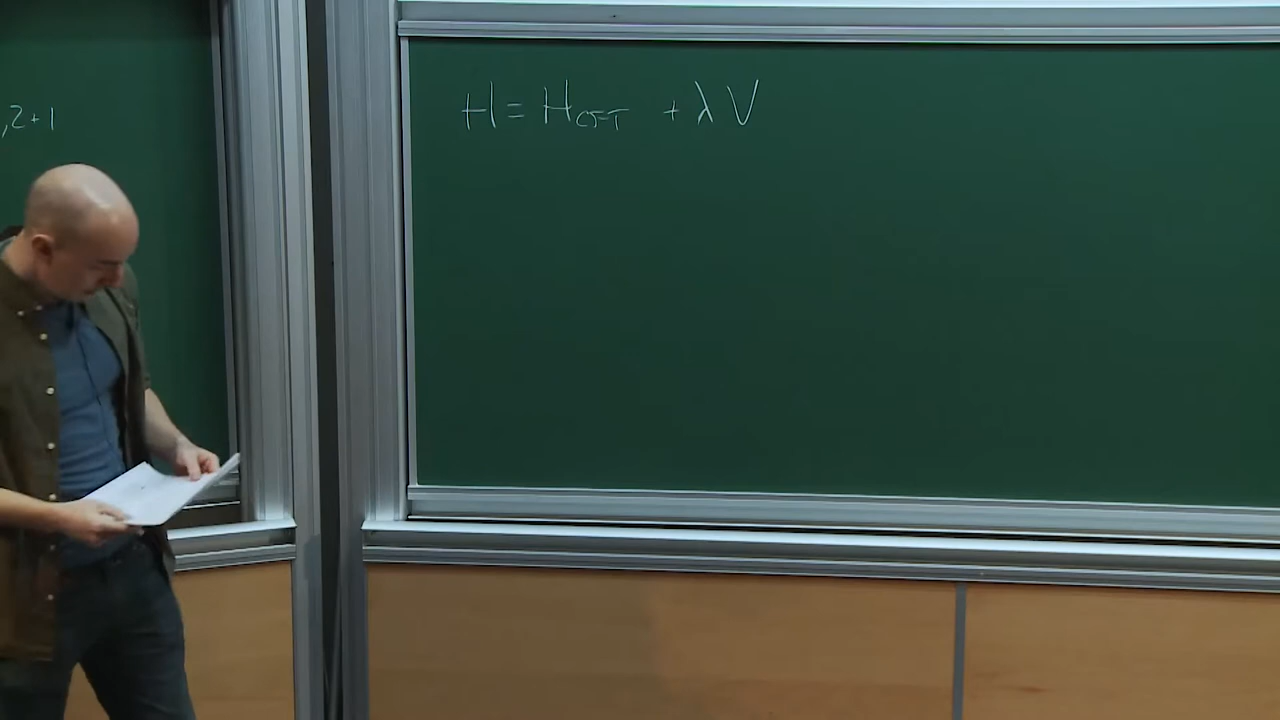 ,2+1
H = H_CFT + λ V